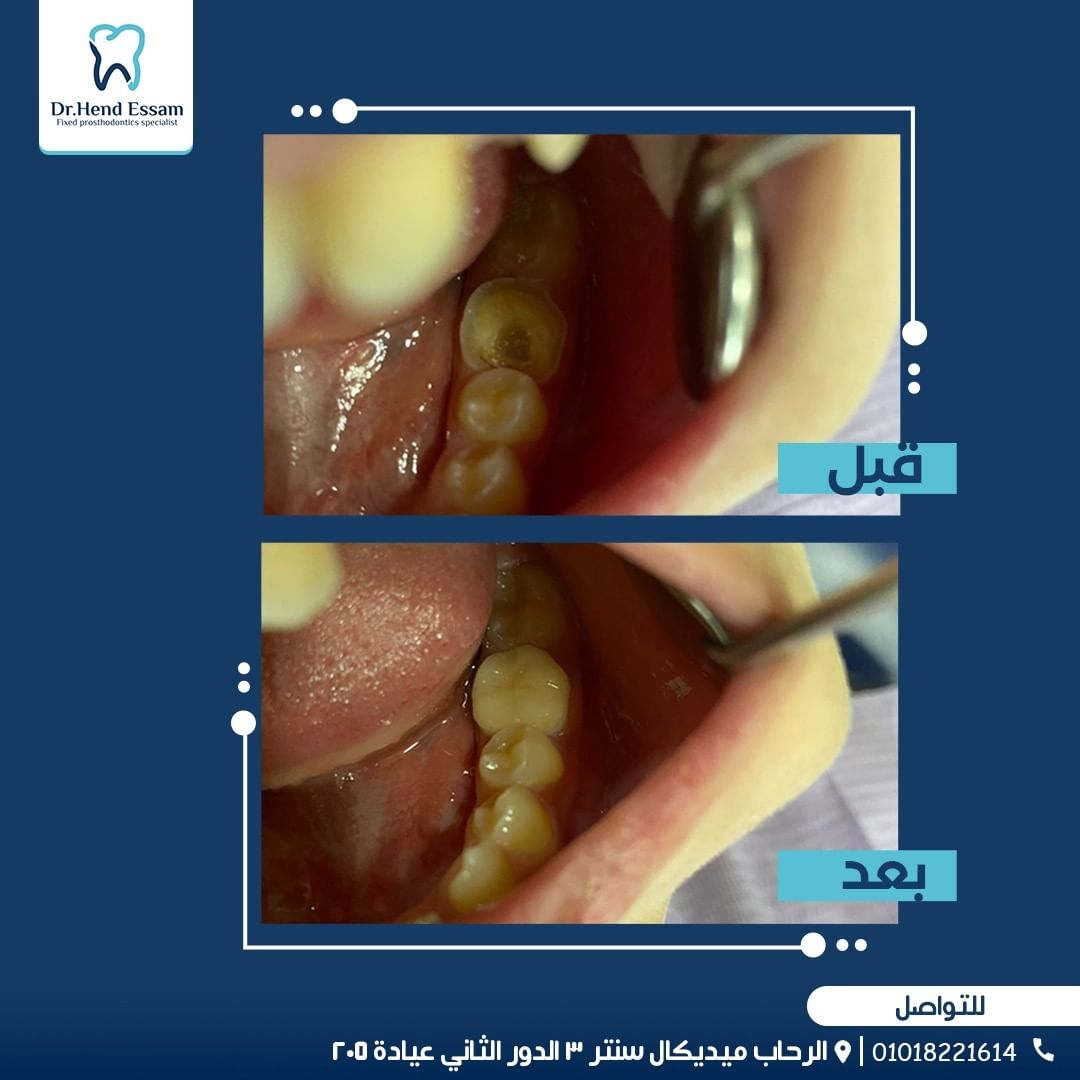 Dr.Hend Essam
Fixed prosthodontics specialist
قبل
بعد
للتواصل
01018221614 | الرحاب ميديكال سنتر ٣ الدور الثاني عيادة ٢٠٥